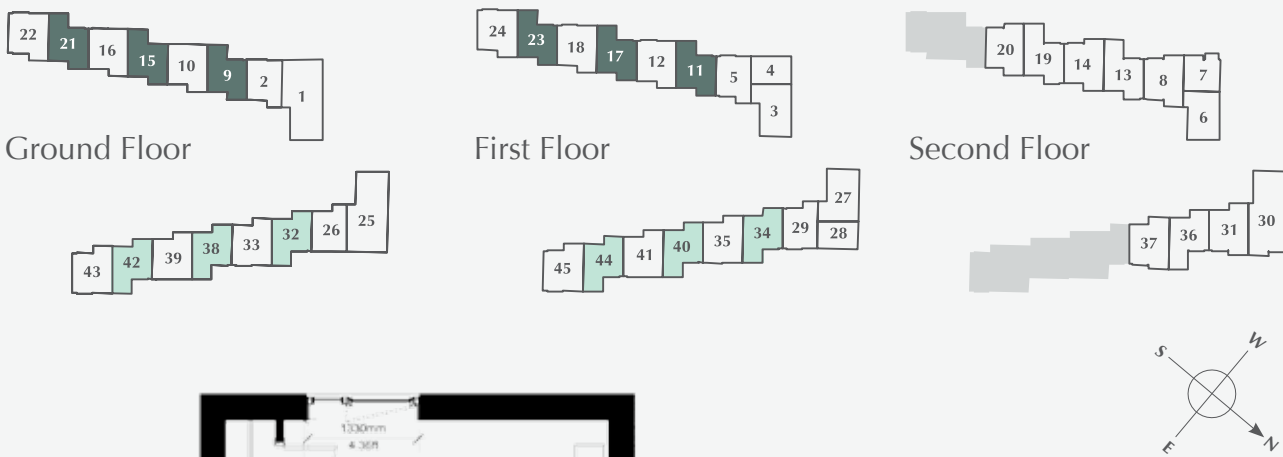 22 21 16 15 10 9 2 1
24 23 18 17 12 11 5 4
3
20 19 14 13 8 7
6
Ground Floor
First Floor
Second Floor
43 42 39 38 33 32 26 25
45 44 41 40 35 34 29 27
28
37 36 31 30
S
W
E
N
1330mm
4.36ft